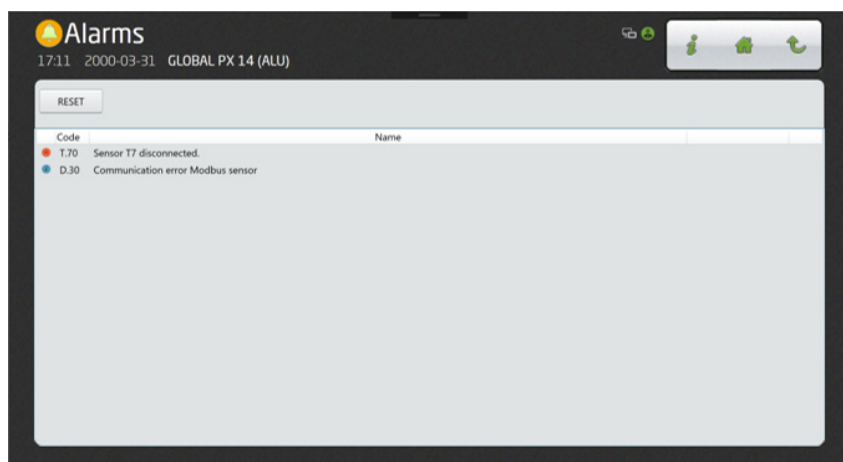 Alarms
17:11 2000-03-31 GLOBAL PX 14 (ALU)
RESET
Code Name
T.70 Sensor T7 disconnected.
D.30 Communication error Modbus sensor